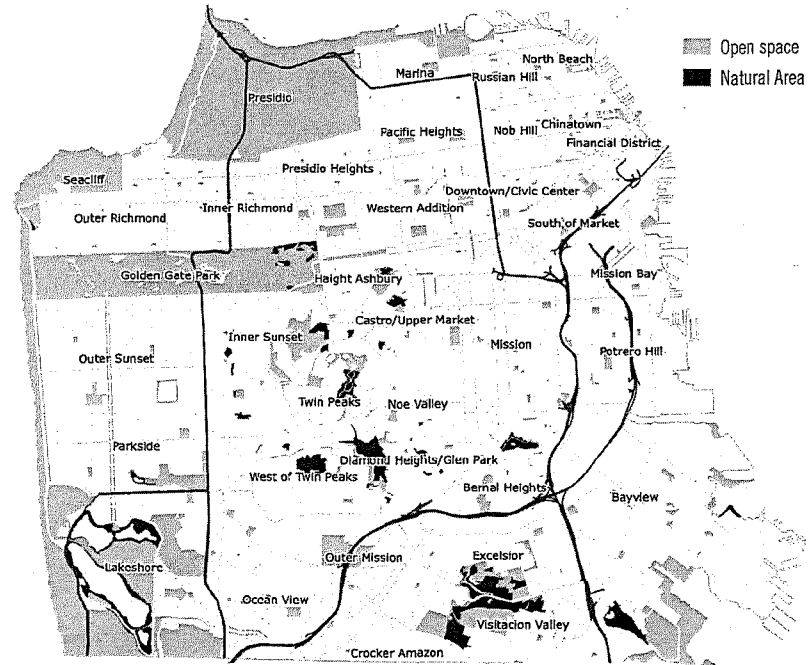 Open space
Natural Area
North Beach
Marina
Russian Hill
Presidio
Chinatown
Pacific Heights
Nob Hill
Financial District
Presidio Heights
Seacliff
Downtown/Civic Center
Inner Richmond
Western Addition
Outer Richmond
South of Market
Golden Gate Park
Haight Ashbury
Mission Bay
Castro/Upper Market
Inner Sunset
Mission
Potrero Hill
Outer Sunset
Twin Peaks
Noe Valley
Parkside
Diamond Heights/Glen Park
West of Twin Peaks
Bernal Heights
Bayview
Outer Mission
Excelsior
Lakeshore
Ocean View
Visitacion Valley
Crocker Amazon